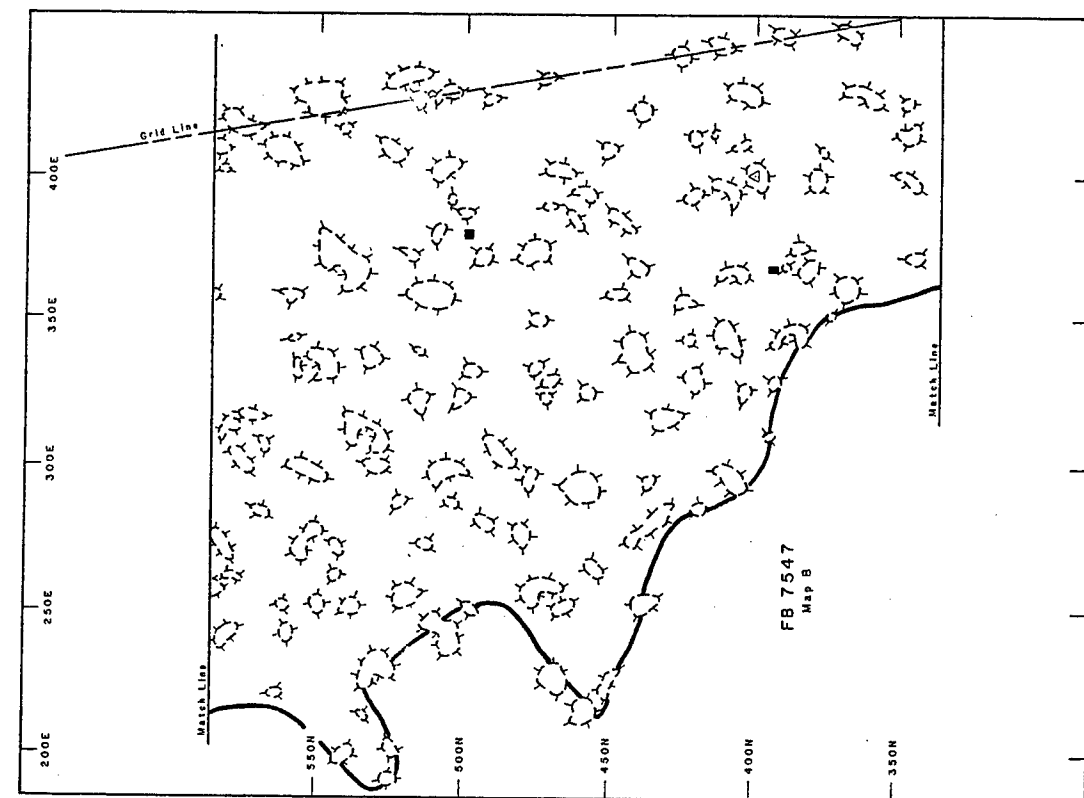 Grid Line
400E
350E
300E
250E
200E
Match Line
Match Line
550N
500N
450N
400N
350N
FB 7547
Map B